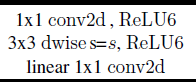 1x1 conv2d , ReLU6
3x3 dwise s=s, ReLU6
linear 1x1 conv2d